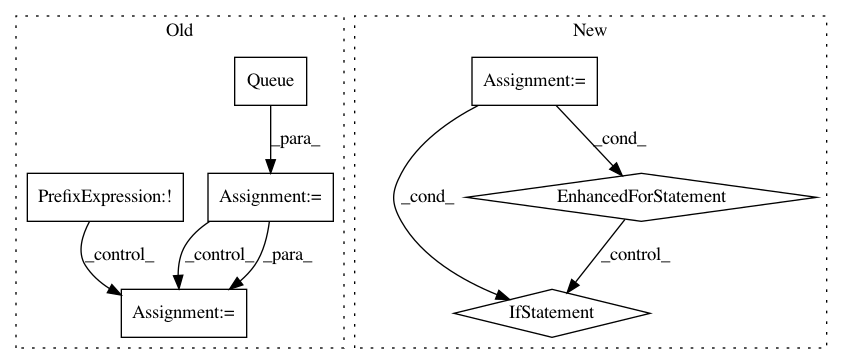 Old
New
Queue
Assignment:=
_para_
_cond_
PrefixExpression:!
Assignment:=
_cond_
EnhancedForStatement
_control_
_control_
_para_
_control_
Assignment:=
IfStatement